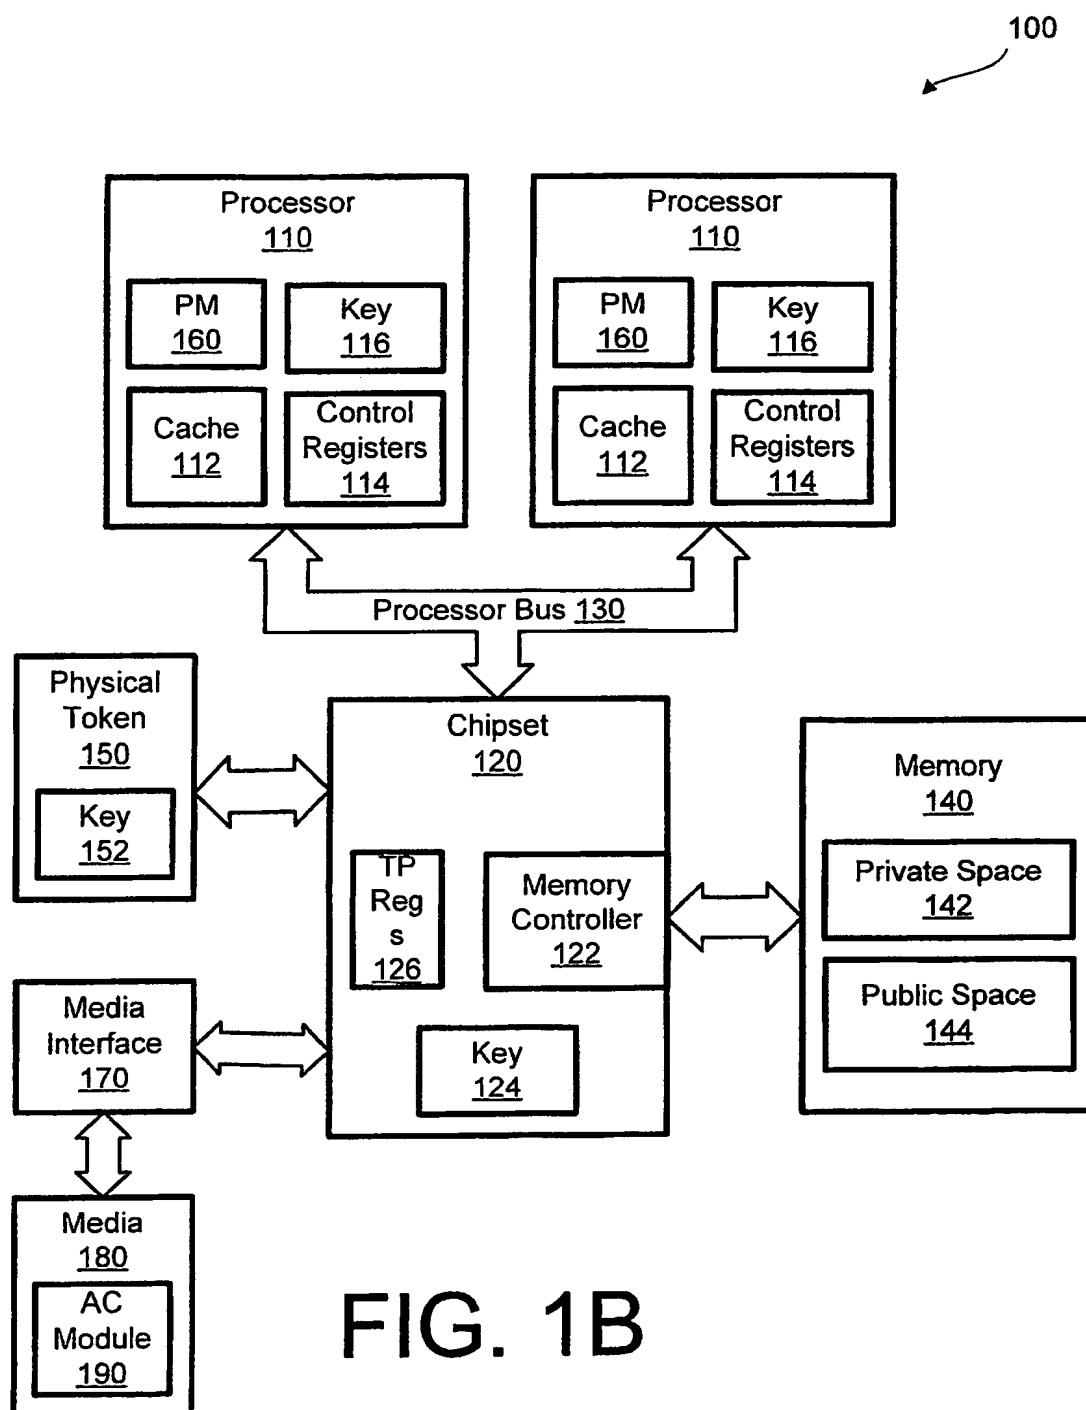 100
Processor
110
PM
160
Key
116
Cache
112
Control
Registers
114
Processor
110
PM
160
Key
116
Cache
112
Control
Registers
114
Processor Bus 130
Physical
Token
150
Key
152
Chipset
120
TP
Reg
s
126
Memory
Controller
122
Key
124
Memory
140
Private Space
142
Public Space
144
Media
Interface
170
Media
180
AC
Module
190
FIG. 1B